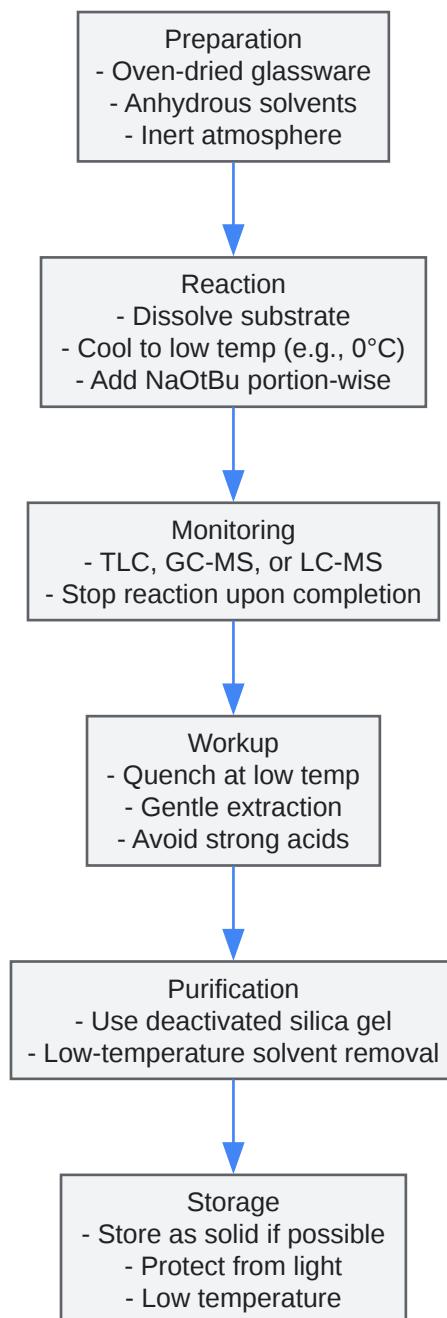 Preparation
- Oven-dried glassware
- Anhydrous solvents
- Inert atmosphere
Reaction
- Dissolve substrate
- Cool to low temp (e.g., 0°C)
- Add NaOtBu portion-wise
Monitoring
- TLC, GC-MS, or LC-MS
- Stop reaction upon completion
Workup
- Quench at low temp
- Gentle extraction
- Avoid strong acids
Purification
- Use deactivated silica gel
- Low-temperature solvent removal
Storage
- Store as solid if possible
- Protect from light
- Low temperature